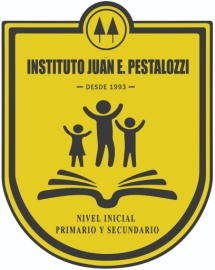 INSTITUTO JUAN E. PESTALOZZI
— DESDE 1993 —
NIVEL INICIAL
PRIMARIO Y SECUNDARIO